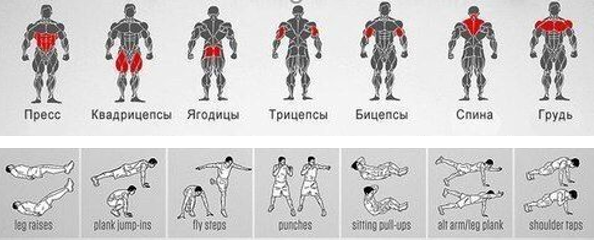 Пресс Квадрицепсы Ягодицы Трицепсы Бицепсы Спина Грудь
leg raises plank jump-ins fly steps punches sitting pull-ups alt arm/leg plank shoulder taps